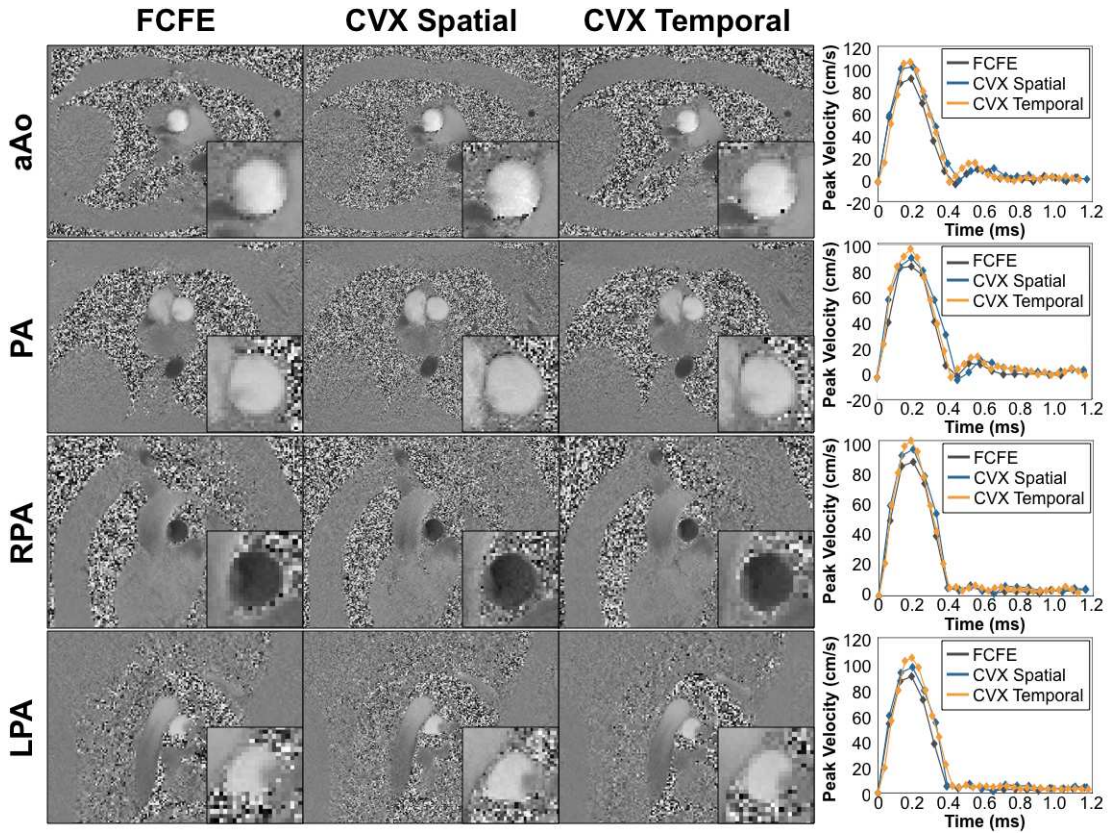 FCFE CVX Spatial CVX Temporal
aAo
Peak Velocity (cm/s)
120
100
80
60
40
20
0
-20
FCFE
CVX Spatial
CVX Temporal
0 0.2 0.4 0.6 0.8 1.0 1.2
Time (ms)
PA
Peak Velocity (cm/s)
100
80
60
40
20
0
-20
FCFE
CVX Spatial
CVX Temporal
0 0.2 0.4 0.6 0.8 1.0 1.2
Time (ms)
RPA
Peak Velocity (cm/s)
100
80
60
40
20
0
FCFE
CVX Spatial
CVX Temporal
0 0.2 0.4 0.6 0.8 1.0 1.2
Time (ms)
LPA
Peak Velocity (cm/s)
120
100
80
60
40
20
0
FCFE
CVX Spatial
CVX Temporal
0 0.2 0.4 0.6 0.8 1.0 1.2
Time (ms)